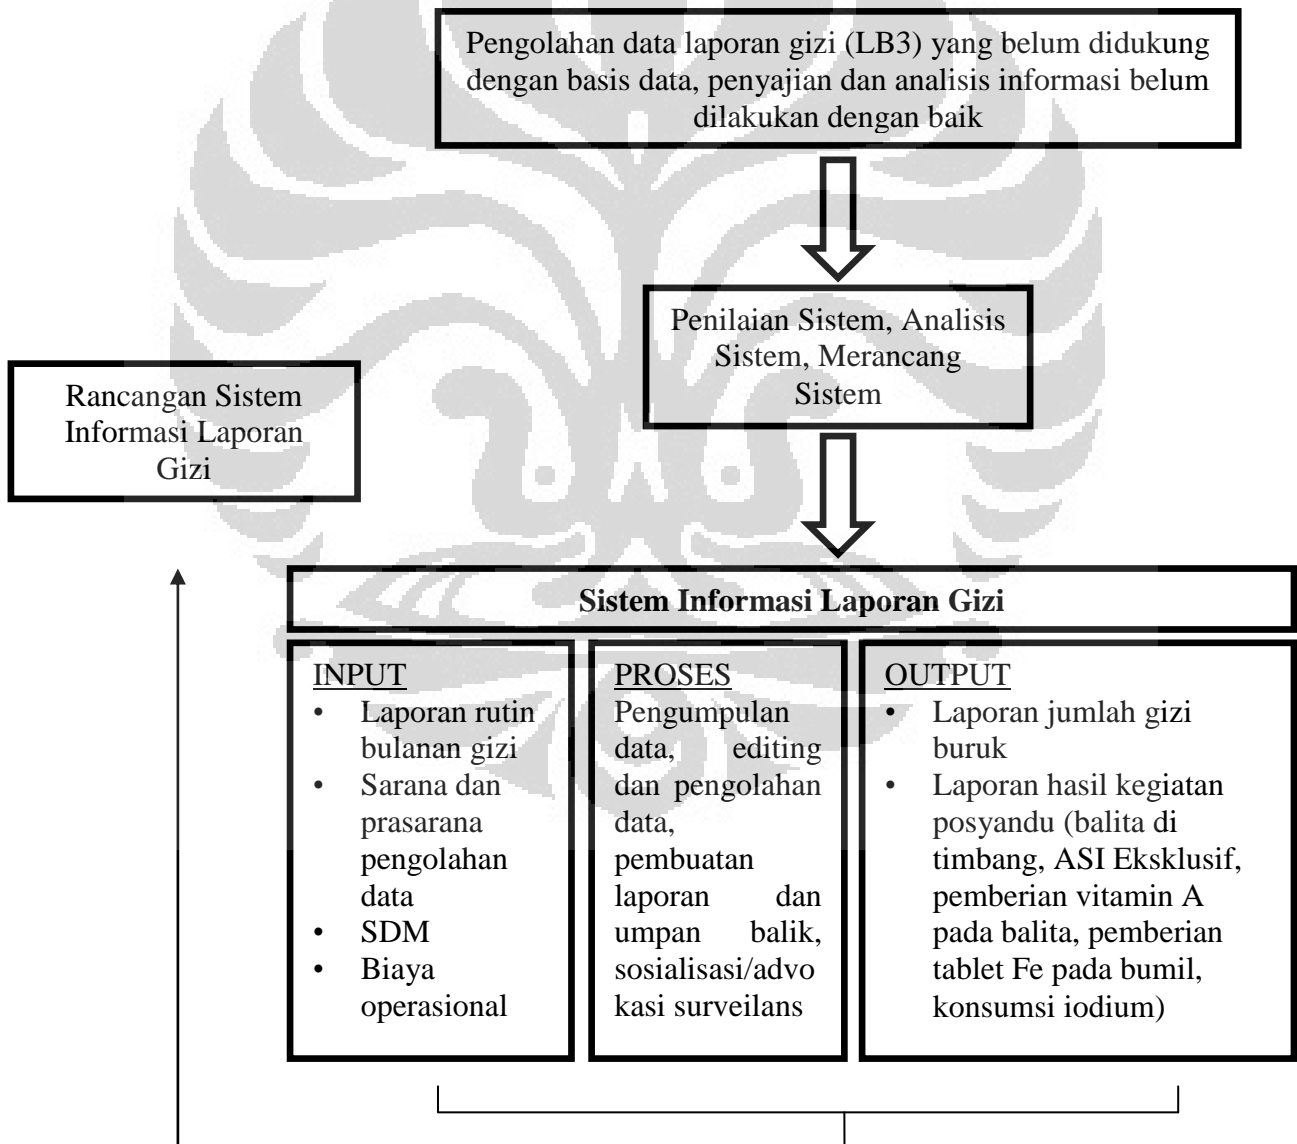 Pengolahan data laporan gizi (LB3) yang belum didukung
dengan basis data, penyajian dan analisis informasi belum
dilakukan dengan baik
Penilaian Sistem, Analisis
Sistem, Merancang
Sistem
Rancangan Sistem
Informasi Laporan
Gizi
Sistem Informasi Laporan Gizi
INPUT
• Laporan rutin
bulanan gizi
• Sarana dan
prasarana
pengolahan
data
• SDM
• Biaya
operasional
PROSES
Pengumpulan
data, editing
dan pengolahan
data,
pembuatan
laporan dan
umpan balik,
sosialisasi/advo
kasi surveilans
OUTPUT
• Laporan jumlah gizi
buruk
• Laporan hasil kegiatan
posyandu (balita di
timbang, ASI Eksklusif,
pemberian vitamin A
pada balita, pemberian
tablet Fe pada bumil,
konsumsi iodium)